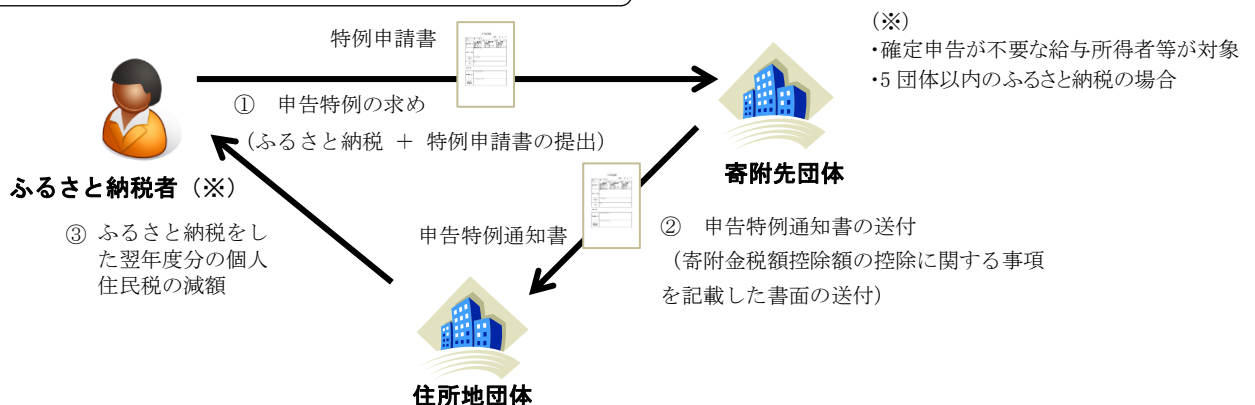 特例申請書
① 申告特例の求め
(ふるさと納税 + 特例申請書の提出)
(※)
・確定申告が不要な給与所得者等が対象
・5 団体以内のふるさと納税の場合
ふるさと納税者(※)
寄附先団体
③ ふるさと納税をし
た翌年度分の個人
住民税の減額
申告特例通知書
② 申告特例通知書の送付
(寄附金税額控除額の控除に関する事項
を記載した書面の送付)
住所地団体